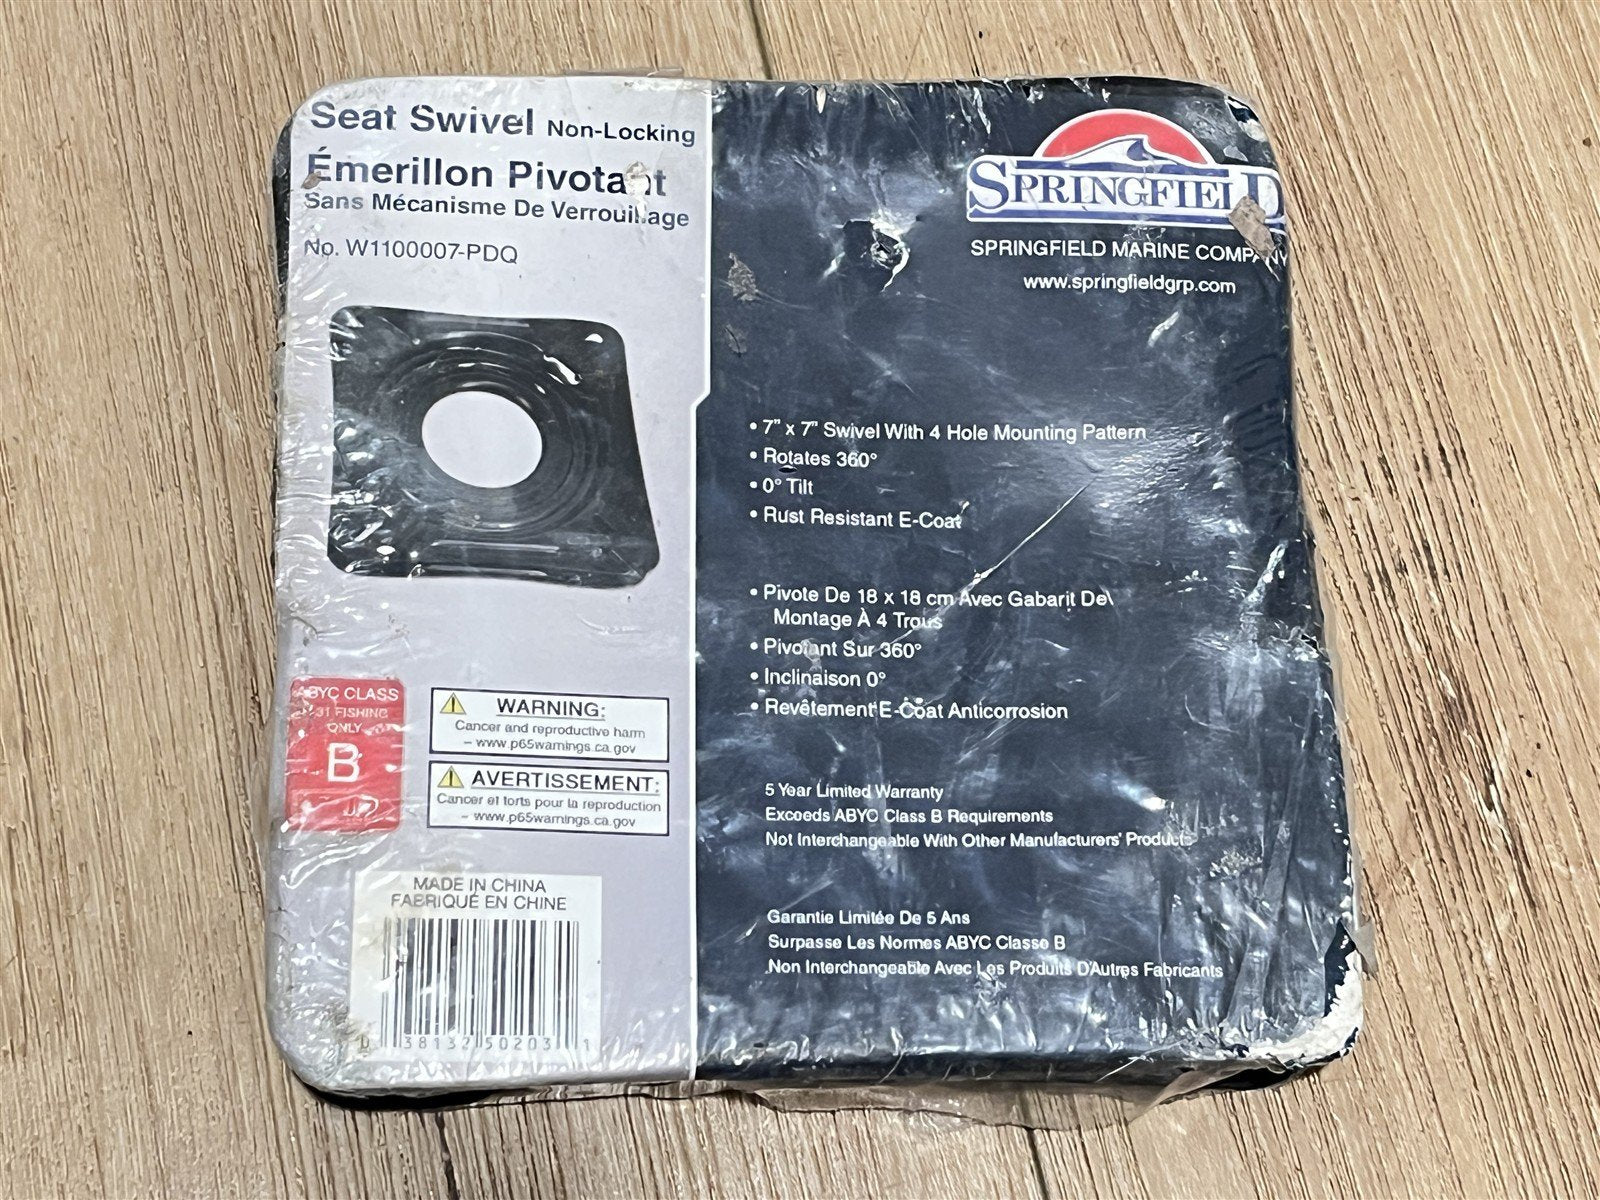 Seat Swivel Non-Locking
Émerillon Pivotant
Sans Mécanisme De Verrouillage
No. W1100007-PDQ
SPRINGFIELD
SPRINGFIELD MARINE COMPANY
www.springfieldgrp.com
• 7" x 7" Swivel With 4 Hole Mounting Pattern
• Rotates 360°
• 0° Tilt
• Rust Resistant E-Coat
• Pivote De 18 x 18 cm Avec Gabarit De
Montage À 4 Trous
• Pivotant Sur 360°
• Inclinaison 0°
• Revêtement E-Coat Anticorrosion
ABYC CLASS
31 FISHING
ONLY
B
WARNING:
Cancer and reproductive harm
– www.p65warnings.ca.gov
AVERTISSEMENT:
Cancer et torts pour la reproduction
– www.p65warnings.ca.gov
5 Year Limited Warranty
Exceeds ABYC Class B Requirements
Not Interchangeable With Other Manufacturers' Products
Garantie Limitée De 5 Ans
Surpasse Les Normes ABYC Classe B
Non Interchangeable Avec Les Produits D'Autres Fabricants
MADE IN CHINA
FABRIQUÉ EN CHINE
0 38132 50203 1